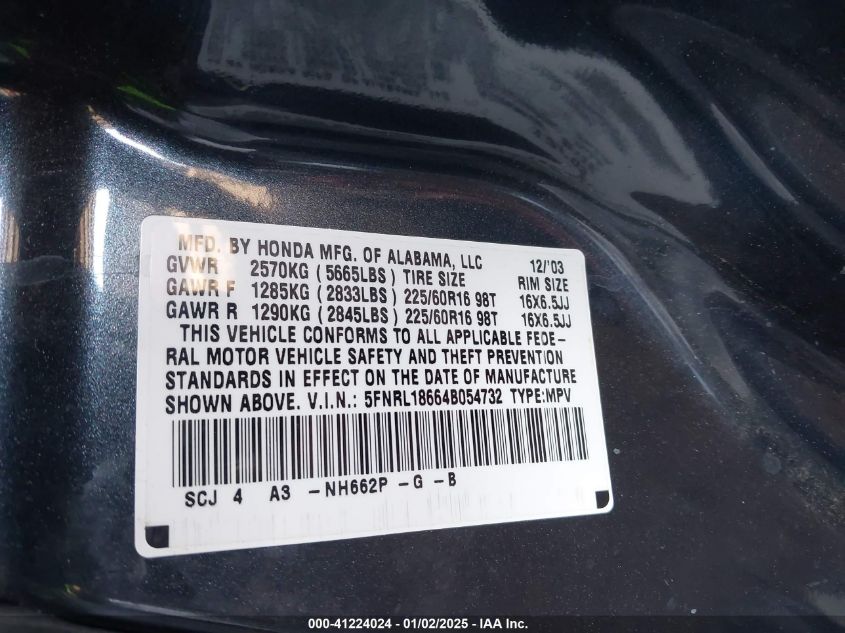 MFD. BY HONDA MFG. OF ALABAMA, LLC 12/'03
GVWR 2570KG (5665LBS) TIRE SIZE RIM SIZE
GAWR F 1285KG (2833LBS) 225/60R16 98T 16X6.5JJ
GAWR R 1290KG (2845LBS) 225/60R16 98T 16X6.5JJ
THIS VEHICLE CONFORMS TO ALL APPLICABLE FEDE-
RAL MOTOR VEHICLE SAFETY AND THEFT PREVENTION
STANDARDS IN EFFECT ON THE DATE OF MANUFACTURE
SHOWN ABOVE. V.I.N.: 5FNRL18664B054732 TYPE:MPV
SCJ 4 A3 -NH662P -G -B
000-41224024 - 01/02/2025 - IAA Inc.